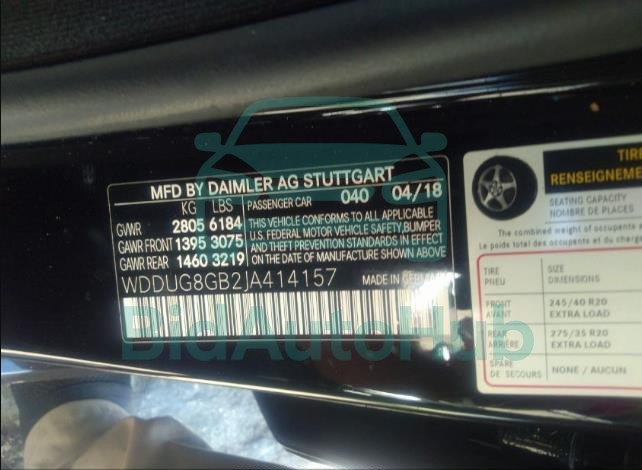 MFD BY DAIMLER AG STUTTGART
KG LBS PASSENGER CAR 040 04/18
GVWR 2805 6184 THIS VEHICLE CONFORMS TO ALL APPLICABLE
U.S. FEDERAL MOTOR VEHICLE SAFETY,BUMPER
GAWR FRONT 1395 3075 AND THEFT PREVENTION STANDARDS IN EFFECT
GAWR REAR 1460 3219 ON THE DATE OF MANUFACTURE SHOWN ABOVE
WDDUG8GB2JA414157 MADE IN
BidAutoHub
TIRE
RENSEIGNEME
SEATING CAPACITY
NOMBRE DE PLACES
The combined weight of occupants
Le poids total des occupants et du
TIRE SIZE
PNEU DIMENSIONS
FRONT 245/40 R20
AVANT EXTRA LOAD
REAR 275/35 R20
ARRIÈRE EXTRA LOAD
SPARE NONE / AUCUN
DE SECOURS